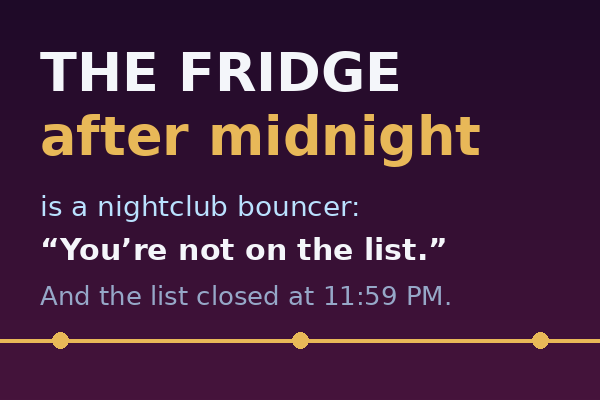 THE FRIDGE
after midnight
is a nightclub bouncer:
“You’re not on the list.”
And the list closed at 11:59 PM.